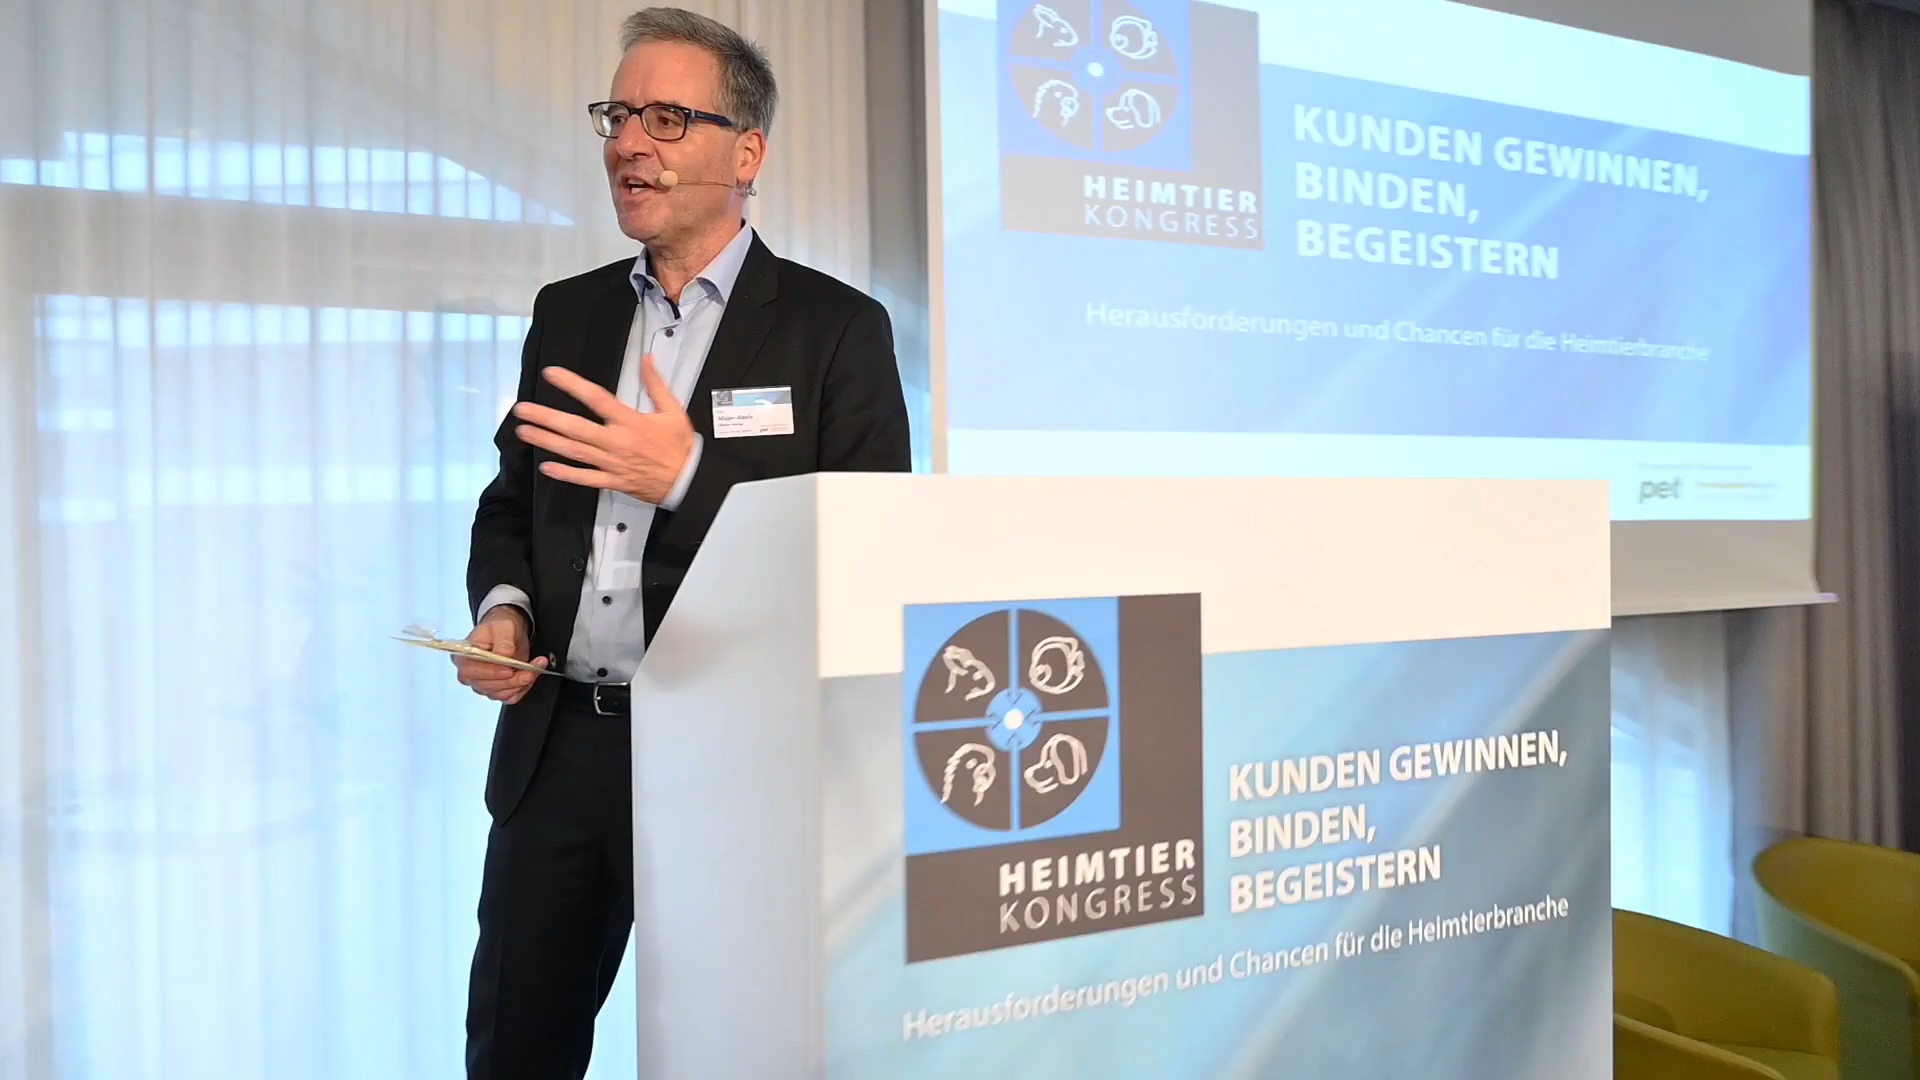 HEIMTIER
KONGRESS
KUNDEN GEWINNEN,
BINDEN,
BEGEISTERN
Herausforderungen und Chancen für die Heimtierbranche
pet
pet
HEIMTIER
KONGRESS
KUNDEN GEWINNEN,
BINDEN,
BEGEISTERN
Herausforderungen und Chancen für die Heimtierbranche